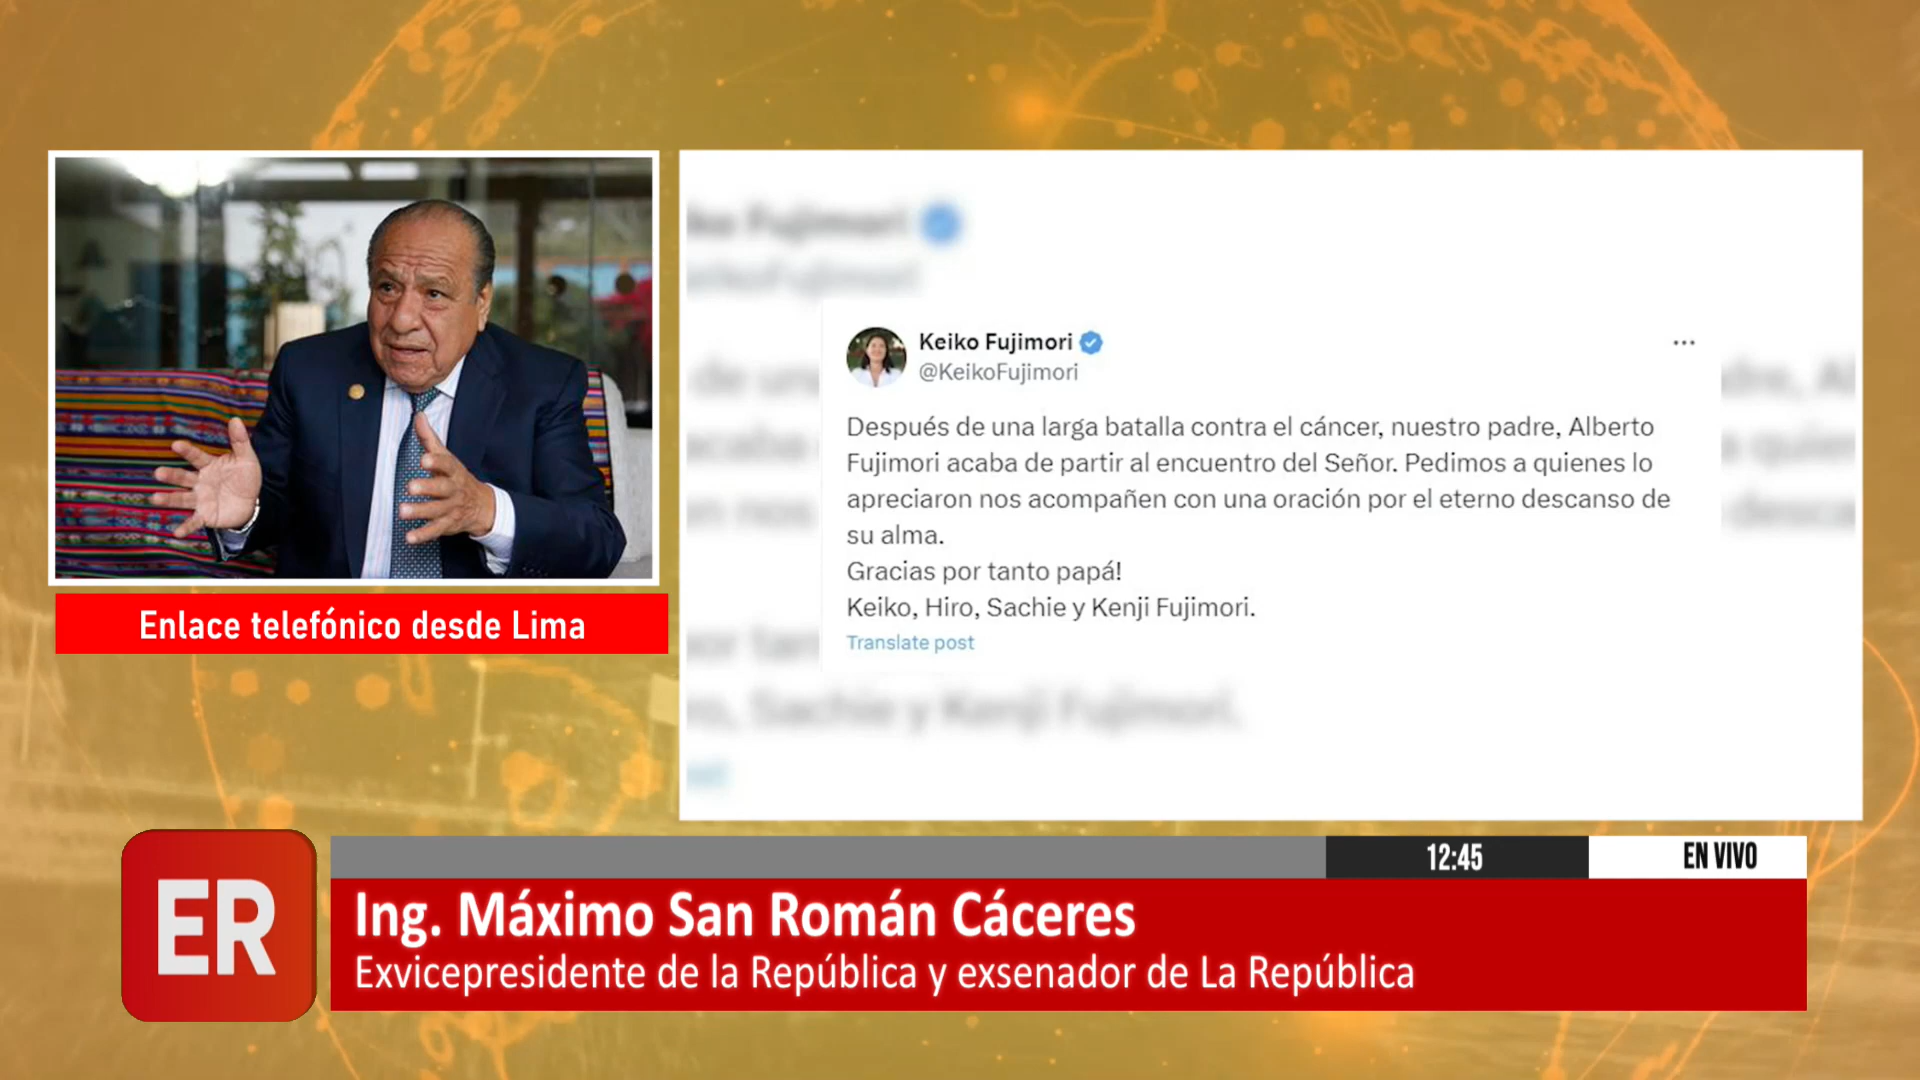 Keiko Fujimori
@KeikoFujimori
Después de una larga batalla contra el cáncer, nuestro padre, Alberto
Fujimori acaba de partir al encuentro del Señor. Pedimos a quienes lo
apreciaron nos acompañen con una oración por el eterno descanso de
su alma.
Gracias por tanto papá!
Keiko, Hiro, Sachie y Kenji Fujimori.
Translate post
Enlace telefónico desde Lima
12:45
EN VIVO
ER
Ing. Máximo San Román Cáceres
Exvicepresidente de la República y exsenador de La República